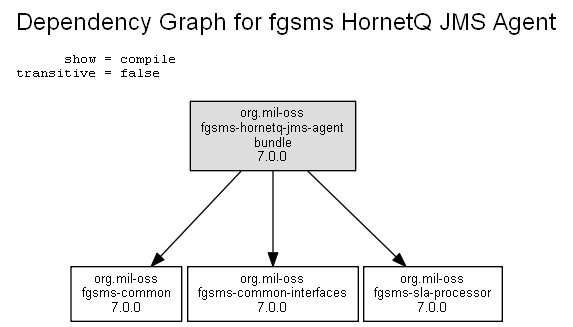 Dependency Graph for fgsms HornetQ JMS Agent
show = compile
transitive = false
org.mil-oss
fgsms-hornetq-jms-agent
bundle
7.0.0
org.mil-oss
fgsms-common
7.0.0
org.mil-oss
fgsms-common-interfaces
7.0.0
org.mil-oss
fgsms-sla-processor
7.0.0